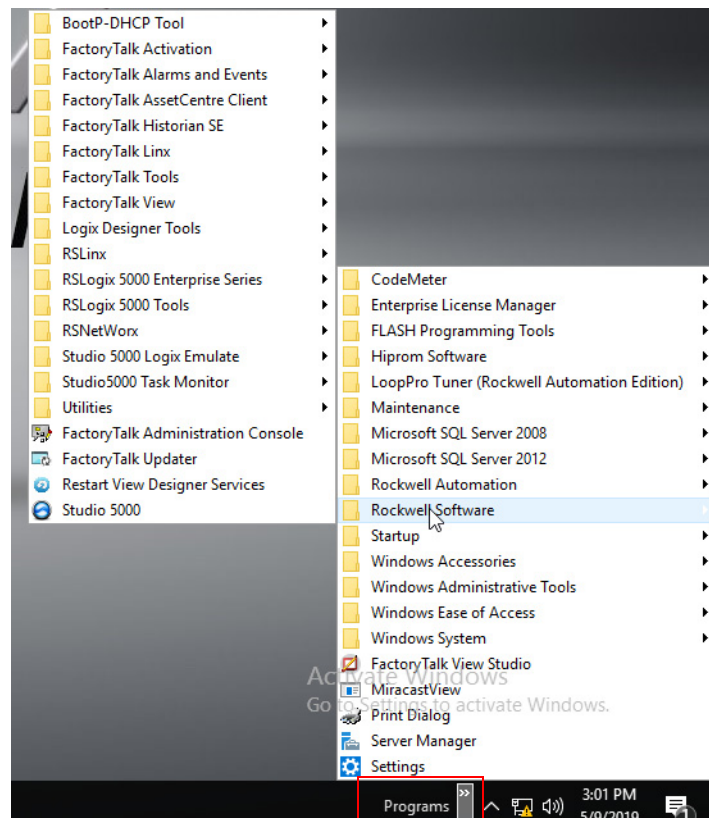 BootP-DHCP Tool
FactoryTalk Activation
FactoryTalk Alarms and Events
FactoryTalk AssetCentre Client
FactoryTalk Historian SE
FactoryTalk Linx
FactoryTalk Tools
FactoryTalk View
Logix Designer Tools
RSLinx
RSLogix 5000 Enterprise Series
RSLogix 5000 Tools
RSNetWorx
Studio 5000 Logix Emulate
Studio5000 Task Monitor
Utilities
FactoryTalk Administration Console
FactoryTalk Updater
Restart View Designer Services
Studio 5000
CodeMeter
Enterprise License Manager
FLASH Programming Tools
Hiprom Software
LoopPro Tuner (Rockwell Automation Edition)
Maintenance
Microsoft SQL Server 2008
Microsoft SQL Server 2012
Rockwell Automation
Rockwell Software
Startup
Windows Accessories
Windows Administrative Tools
Windows Ease of Access
Windows System
FactoryTalk View Studio
MiracastView
Print Dialog
Server Manager
Settings
Activate Windows
Go to Settings to activate Windows.
Programs »
3:01 PM
5/9/2019
1